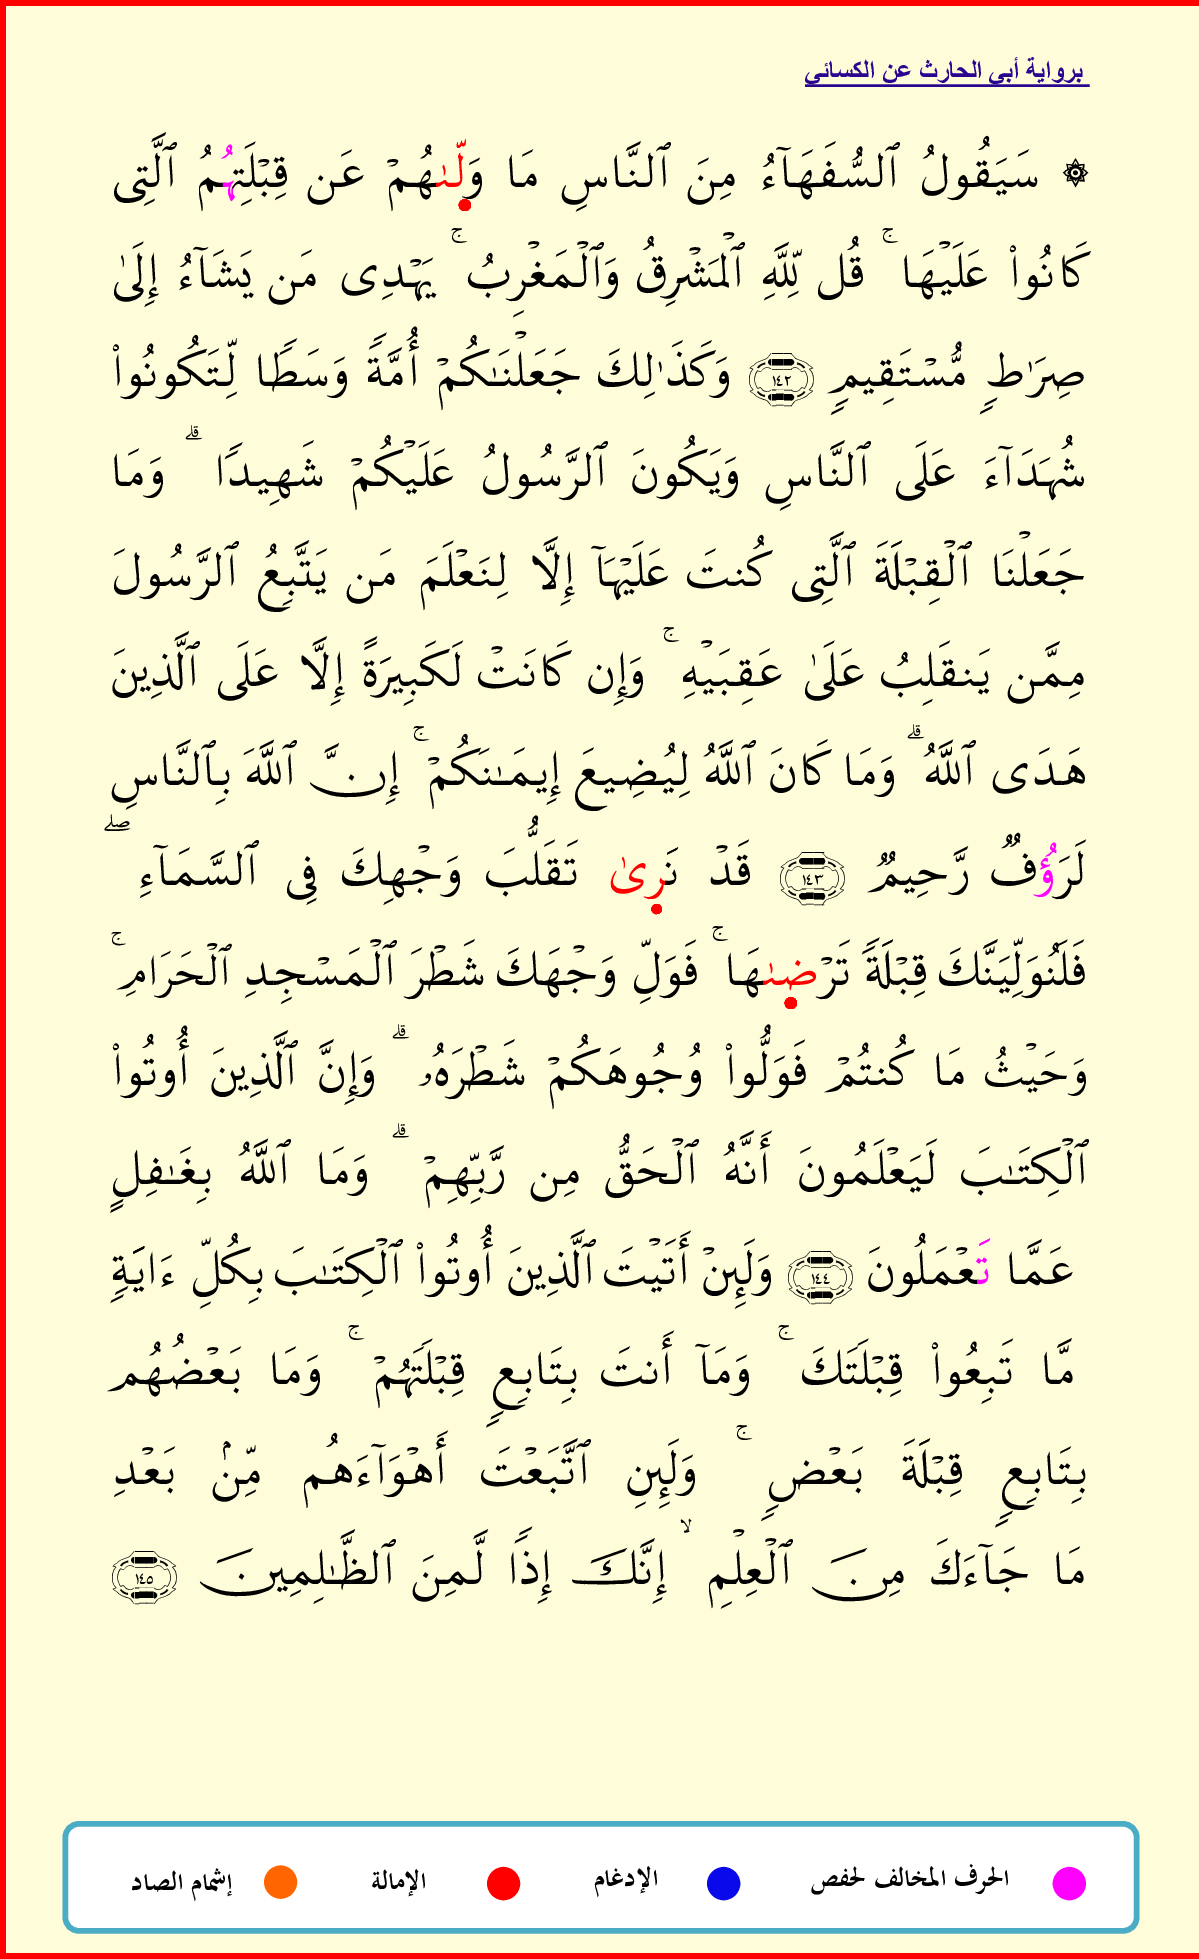 برواية أبي الحارث عن الكسائي
۞ سَيَقُولُ ٱلسُّفَهَآءُ مِنَ ٱلنَّاسِ مَا وَلَّىٰهُمۡ عَن قِبۡلَتِهُمُ ٱلَّتِى
كَانُواْ عَلَيۡهَاۚ قُل لِّلَّهِ ٱلۡمَشۡرِقُ وَٱلۡمَغۡرِبُۚ يَهۡدِى مَن يَشَآءُ إِلَىٰ
صِرَٰطٖ مُّسۡتَقِيمٖ ١٤٢ وَكَذَٰلِكَ جَعَلۡنَٰكُمۡ أُمَّةٗ وَسَطٗا لِّتَكُونُواْ
شُهَدَآءَ عَلَى ٱلنَّاسِ وَيَكُونَ ٱلرَّسُولُ عَلَيۡكُمۡ شَهِيدٗاۗ وَمَا
جَعَلۡنَا ٱلۡقِبۡلَةَ ٱلَّتِى كُنتَ عَلَيۡهَآ إِلَّا لِنَعۡلَمَ مَن يَتَّبِعُ ٱلرَّسُولَ
مِمَّن يَنقَلِبُ عَلَىٰ عَقِبَيۡهِۚ وَإِن كَانَتۡ لَكَبِيرَةً إِلَّا عَلَى ٱلَّذِينَ
هَدَى ٱللَّهُۗ وَمَا كَانَ ٱللَّهُ لِيُضِيعَ إِيمَٰنَكُمۡۚ إِنَّ ٱللَّهَ بِٱلنَّاسِ
لَرَؤُفٞ رَّحِيمٞ ١٤٣ قَدۡ نَرِىٰ تَقَلُّبَ وَجۡهِكَ فِى ٱلسَّمَآءِۖ
فَلَنُوَلِّيَنَّكَ قِبۡلَةٗ تَرۡضِىٰهَاۚ فَوَلِّ وَجۡهَكَ شَطۡرَ ٱلۡمَسۡجِدِ ٱلۡحَرَامِۚ
وَحَيۡثُ مَا كُنتُمۡ فَوَلُّواْ وُجُوهَكُمۡ شَطۡرَهُۥۗ وَإِنَّ ٱلَّذِينَ أُوتُواْ
ٱلۡكِتَٰبَ لَيَعۡلَمُونَ أَنَّهُ ٱلۡحَقُّ مِن رَّبِّهِمۡۗ وَمَا ٱللَّهُ بِغَٰفِلٍ
عَمَّا تَعۡمَلُونَ ١٤٤ وَلَئِنۡ أَتَيۡتَ ٱلَّذِينَ أُوتُواْ ٱلۡكِتَٰبَ بِكُلِّ ءَايَةٖ
مَّا تَبِعُواْ قِبۡلَتَكَۚ وَمَآ أَنتَ بِتَابِعٖ قِبۡلَتَهُمۡۚ وَمَا بَعۡضُهُم
بِتَابِعٖ قِبۡلَةَ بَعۡضٖۚ وَلَئِنِ ٱتَّبَعۡتَ أَهۡوَآءَهُم مِّنۢ بَعۡدِ
مَا جَآءَكَ مِنَ ٱلۡعِلۡمِۙ إِنَّكَ إِذٗا لَّمِنَ ٱلظَّٰلِمِينَ ١٤٥
الحرف المخالف لحفص الإدغام الإمالة إشمام الصاد